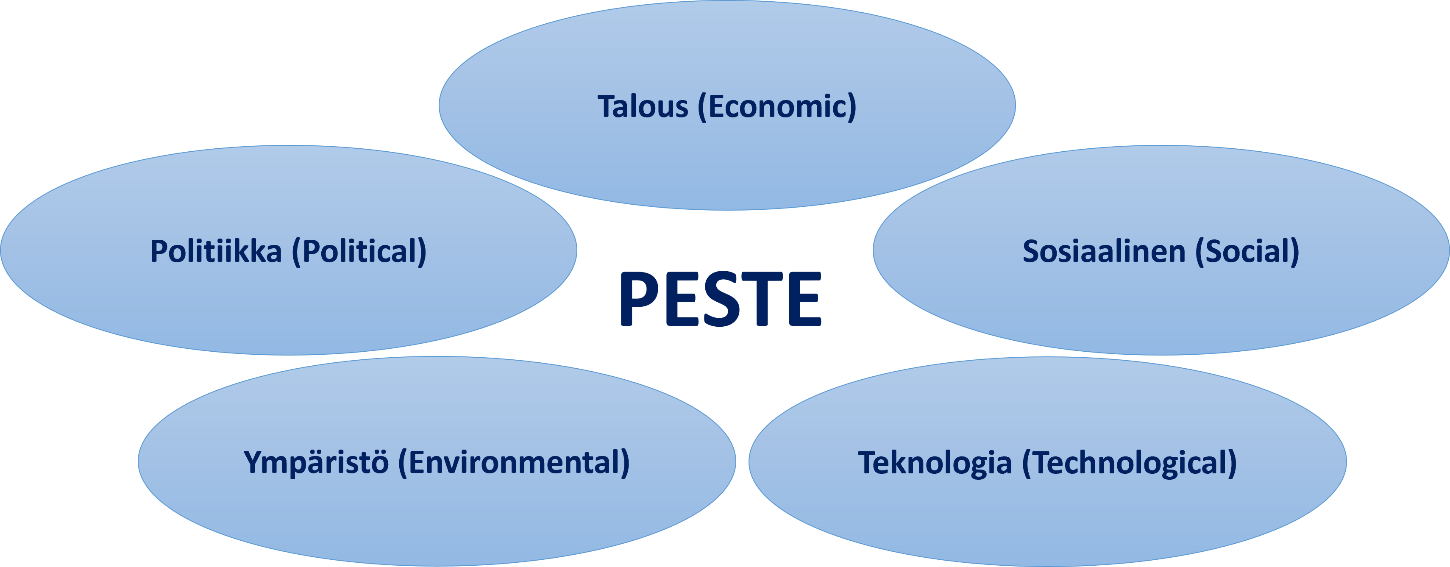 Talous (Economic)
Politiikka (Political)
Sosiaalinen (Social)
PESTE
Ympäristö (Environmental)
Teknologia (Technological)